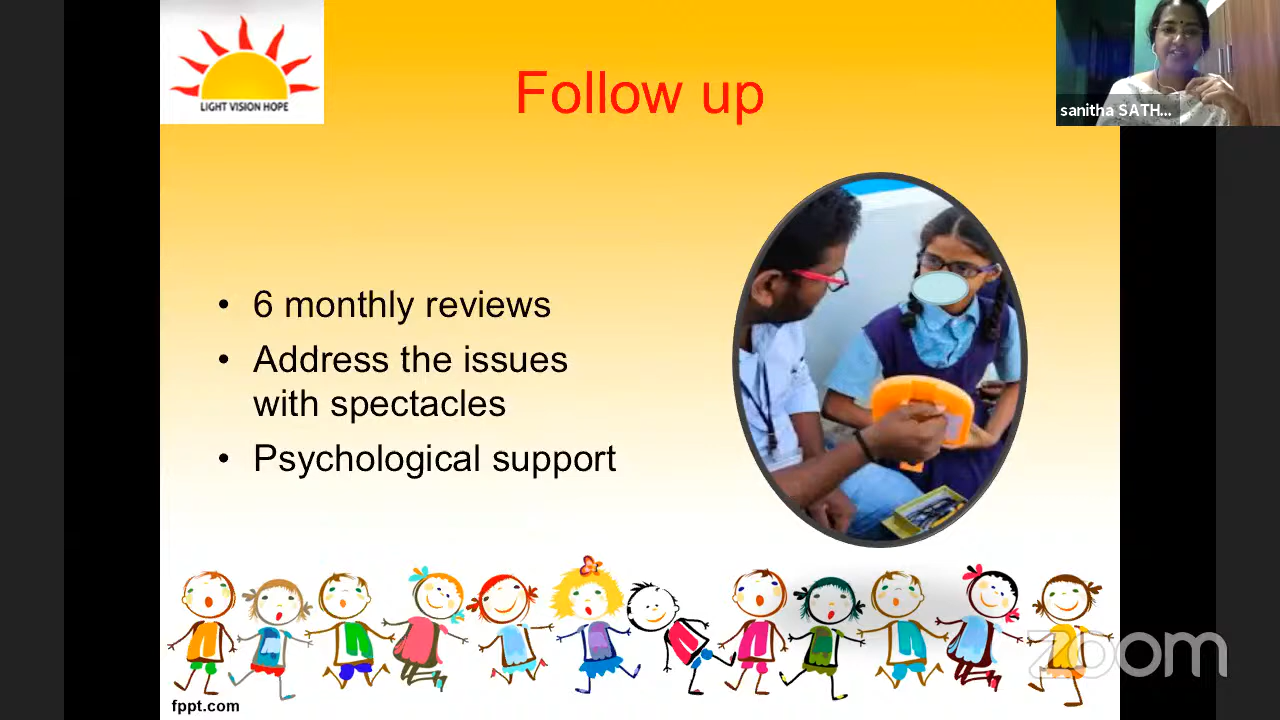 LIGHT VISION HOPE
Follow up
sanitha SATH...
• 6 monthly reviews
• Address the issues
with spectacles
• Psychological support
zoom
fppt.com